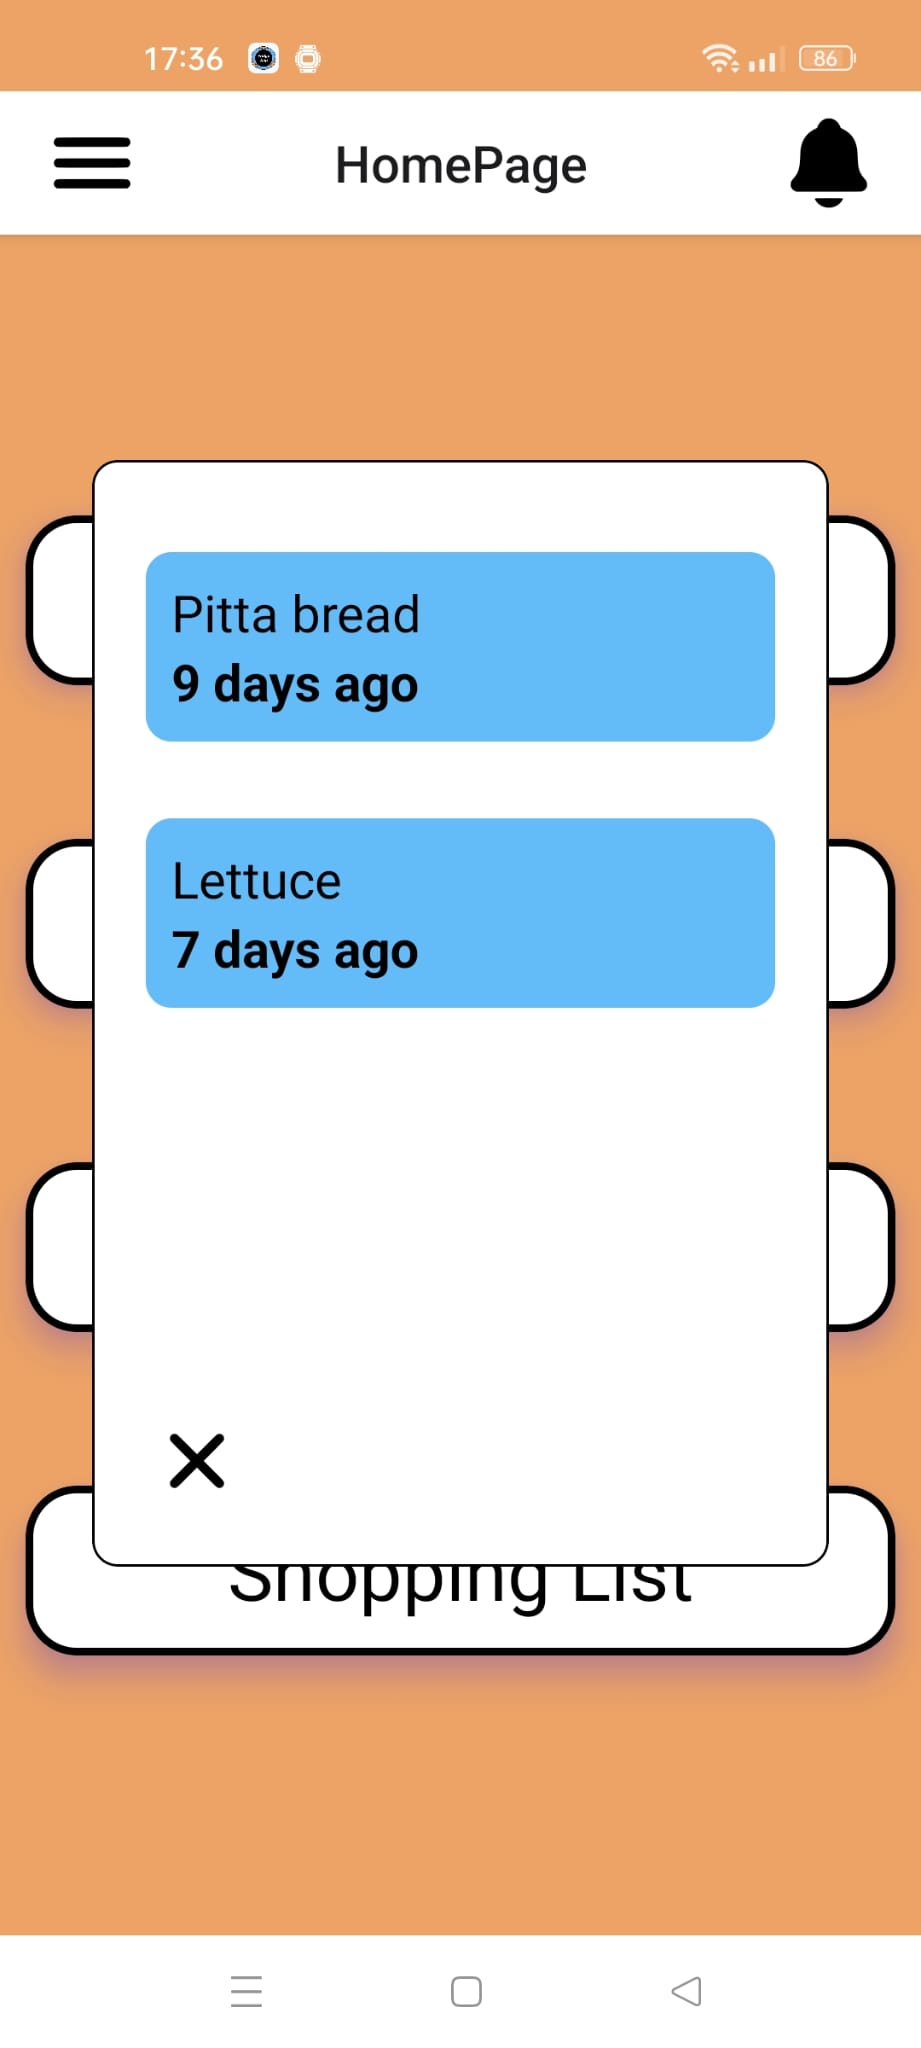 17:36
86
HomePage
Pitta bread
9 days ago
Lettuce
7 days ago
Shopping List